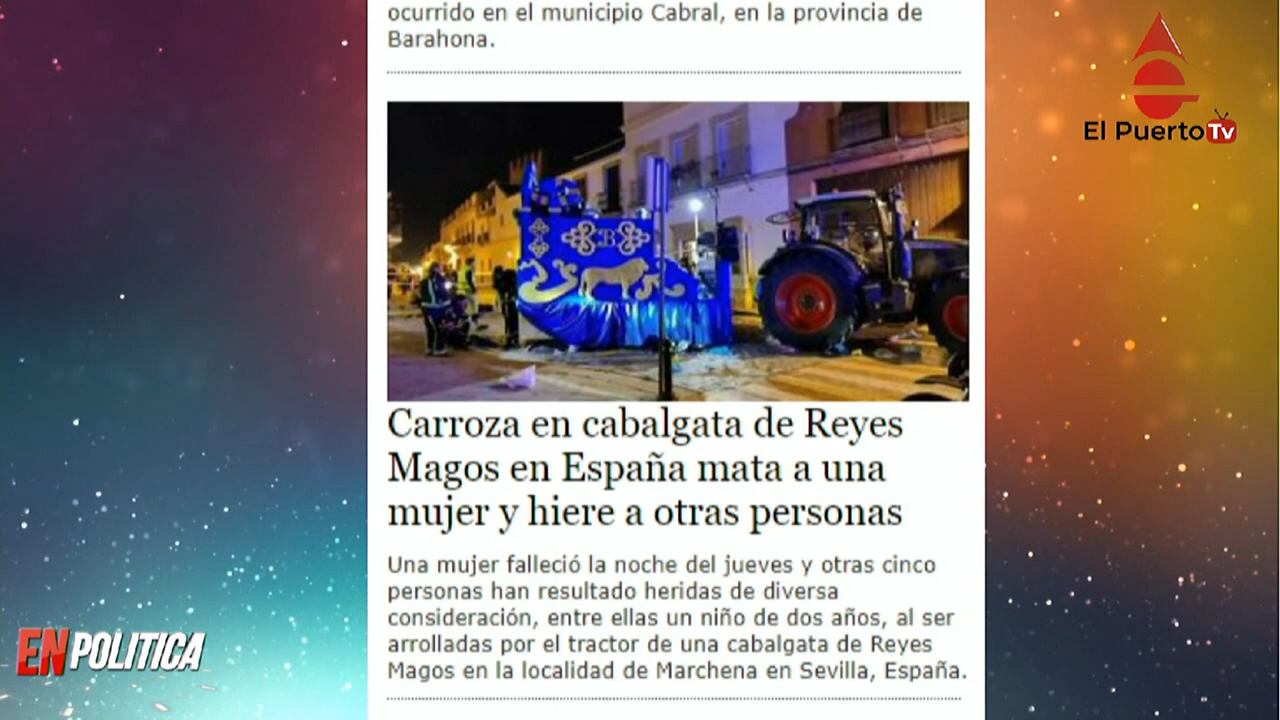 ocurrido en el municipio Cabral, en la provincia de
Barahona.
El Puerto Tv
B
Carroza en cabalgata de Reyes
Magos en España mata a una
mujer y hiere a otras personas
Una mujer falleció la noche del jueves y otras cinco
personas han resultado heridas de diversa
consideración, entre ellas un niño de dos años, al ser
arrolladas por el tractor de una cabalgata de Reyes
Magos en la localidad de Marchena en Sevilla, España.
EN POLITICA